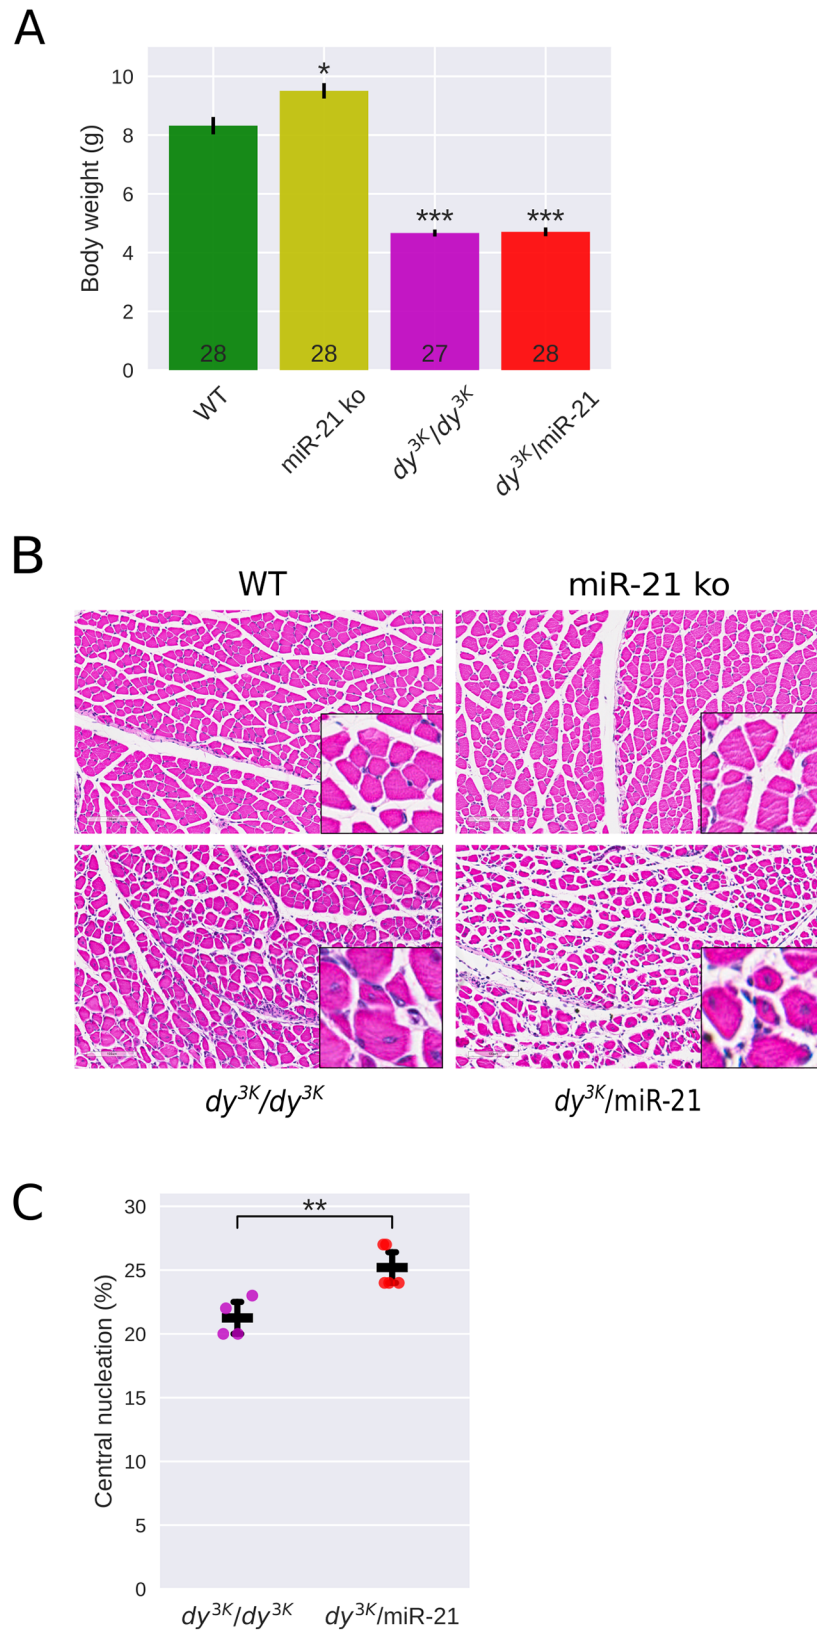 A
Body weight (g)
10
8
6
4
2
0
*
***
***
28
28
27
28
WT
miR-21 ko
dy³ᴷ/dy³ᴷ
dy³ᴷ/miR-21
B
WT
miR-21 ko
dy³ᴷ/dy³ᴷ
dy³ᴷ/miR-21
C
Central nucleation (%)
30
25
20
15
10
5
0
**
dy³ᴷ/dy³ᴷ
dy³ᴷ/miR-21